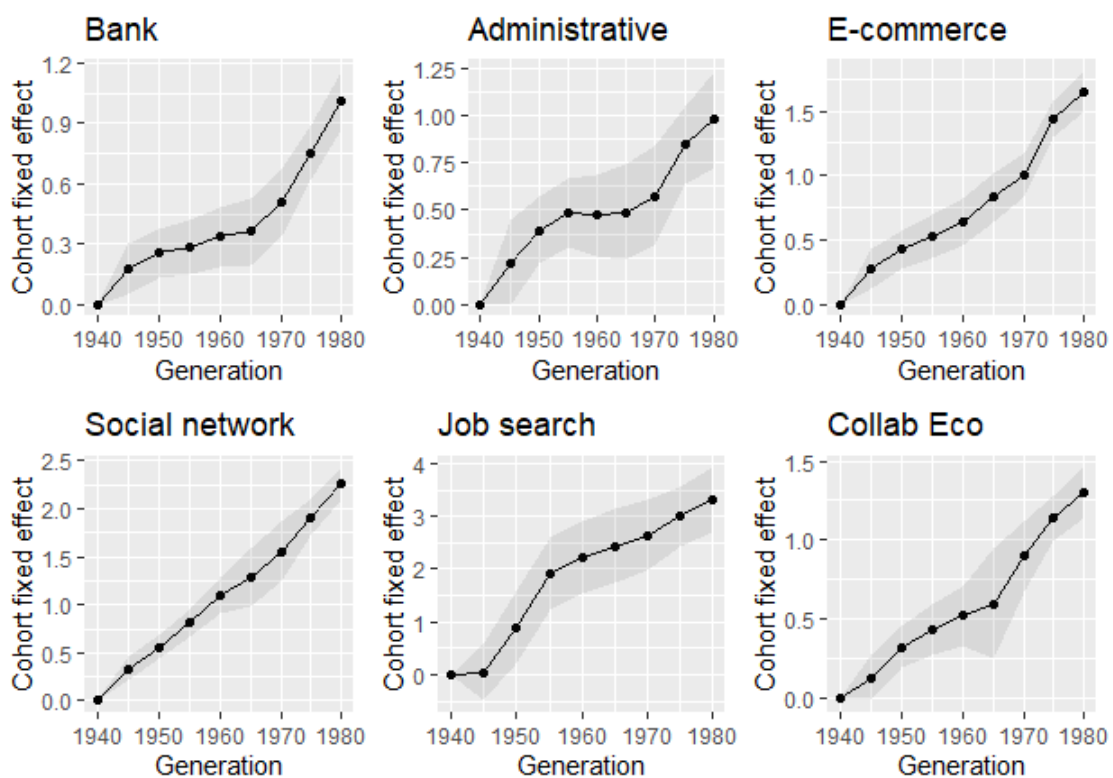 Bank
Cohort fixed effect
1.2
0.9
0.6
0.3
0.0
1940 1950 1960 1970 1980
Generation
Administrative
Cohort fixed effect
1.25
1.00
0.75
0.50
0.25
0.00
1940 1950 1960 1970 1980
Generation
E-commerce
Cohort fixed effect
1.5
1.0
0.5
0.0
1940 1950 1960 1970 1980
Generation
Social network
Cohort fixed effect
2.5
2.0
1.5
1.0
0.5
0.0
1940 1950 1960 1970 1980
Generation
Job search
Cohort fixed effect
4
3
2
1
0
1940 1950 1960 1970 1980
Generation
Collab Eco
Cohort fixed effect
1.5
1.0
0.5
0.0
1940 1950 1960 1970 1980
Generation